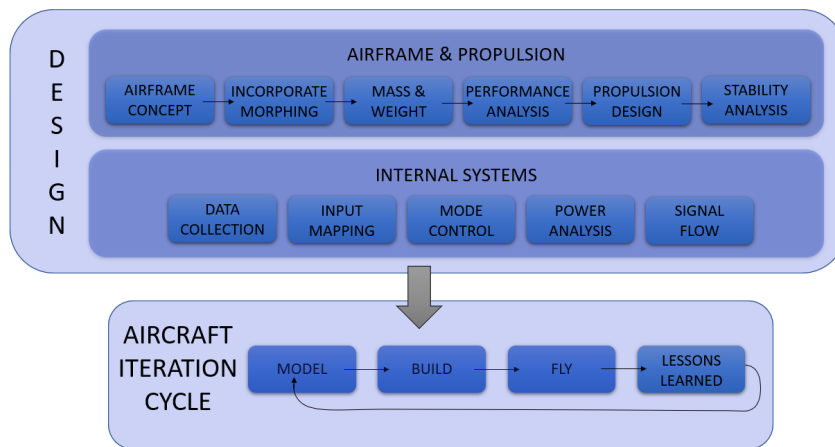 DESIGN
AIRFRAME & PROPULSION
AIRFRAME
CONCEPT
INCORPORATE
MORPHING
MASS &
WEIGHT
PERFORMANCE
ANALYSIS
PROPULSION
DESIGN
STABILITY
ANALYSIS
INTERNAL SYSTEMS
DATA
COLLECTION
INPUT
MAPPING
MODE
CONTROL
POWER
ANALYSIS
SIGNAL
FLOW
AIRCRAFT
ITERATION
CYCLE
MODEL
BUILD
FLY
LESSONS
LEARNED